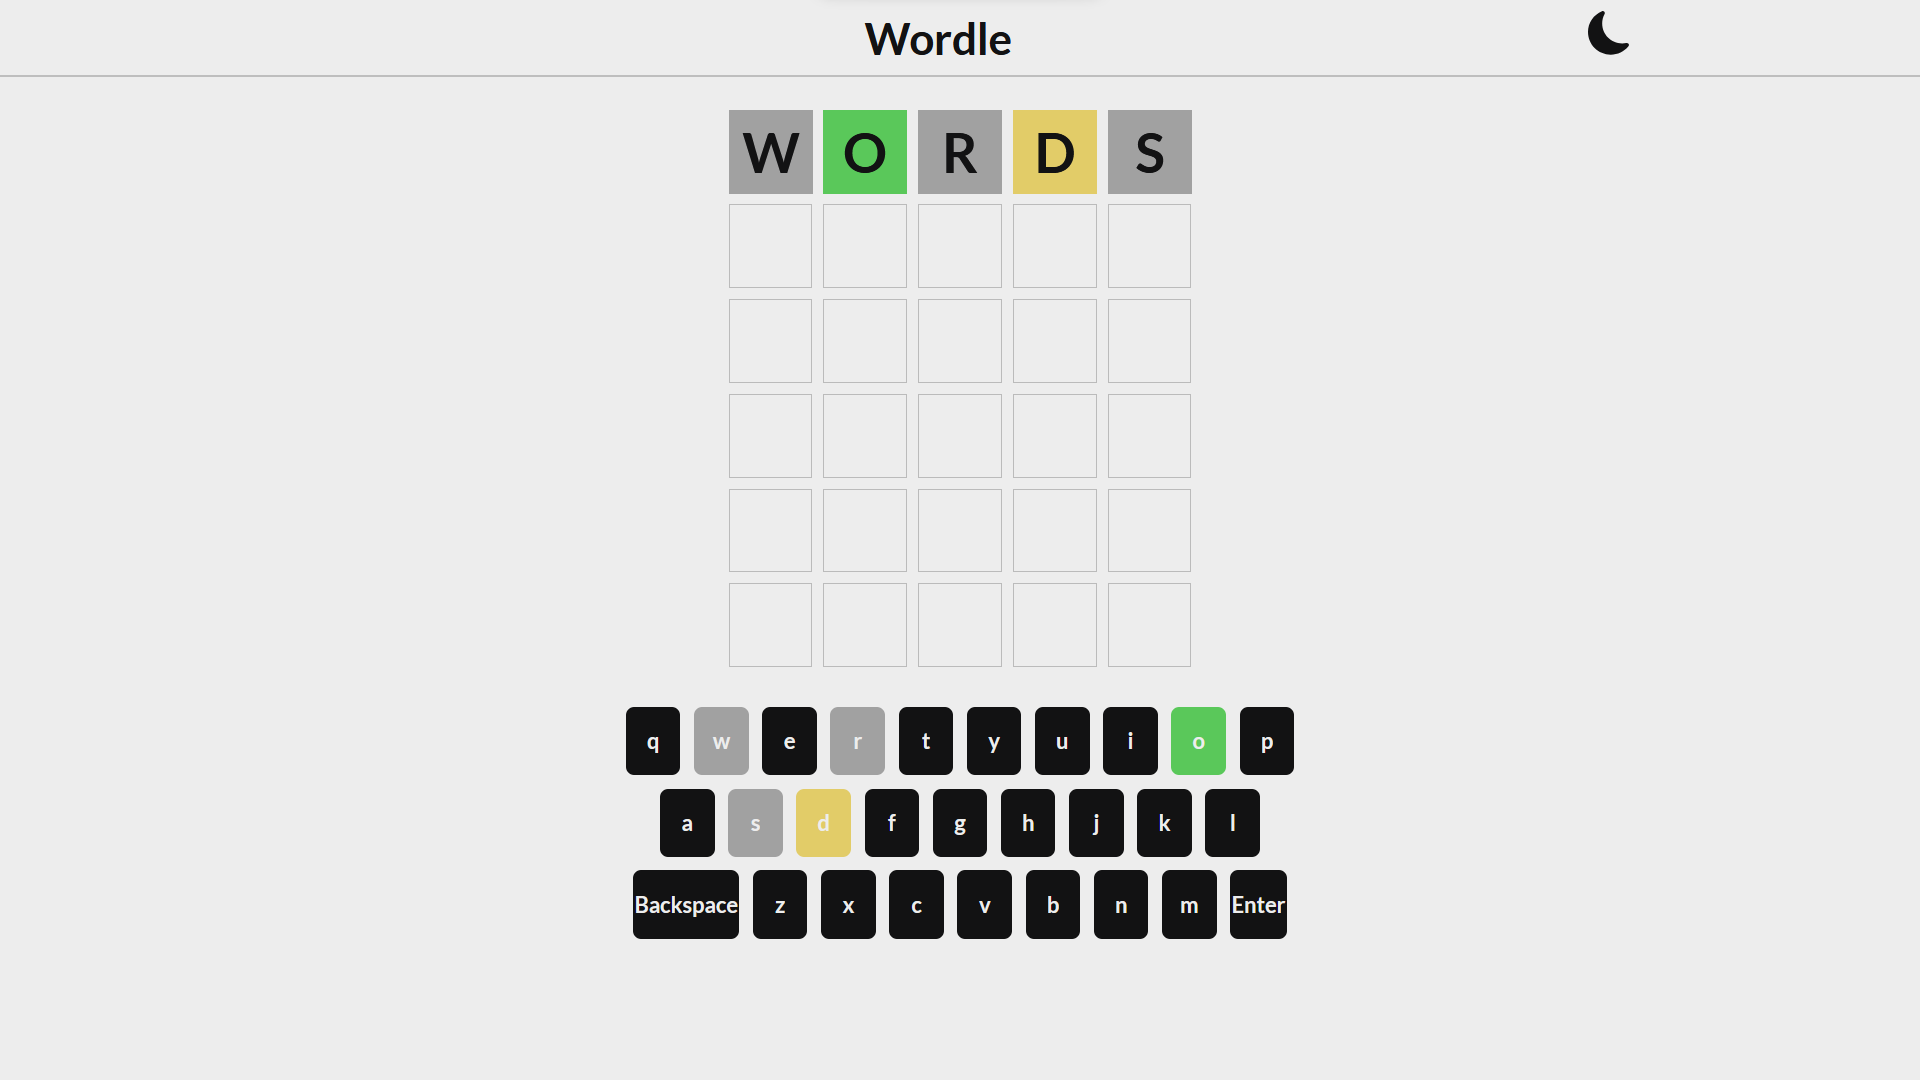 Wordle
W O R D S
q w e r t y u i o p
a s d f g h j k l
Backspace z x c v b n m Enter